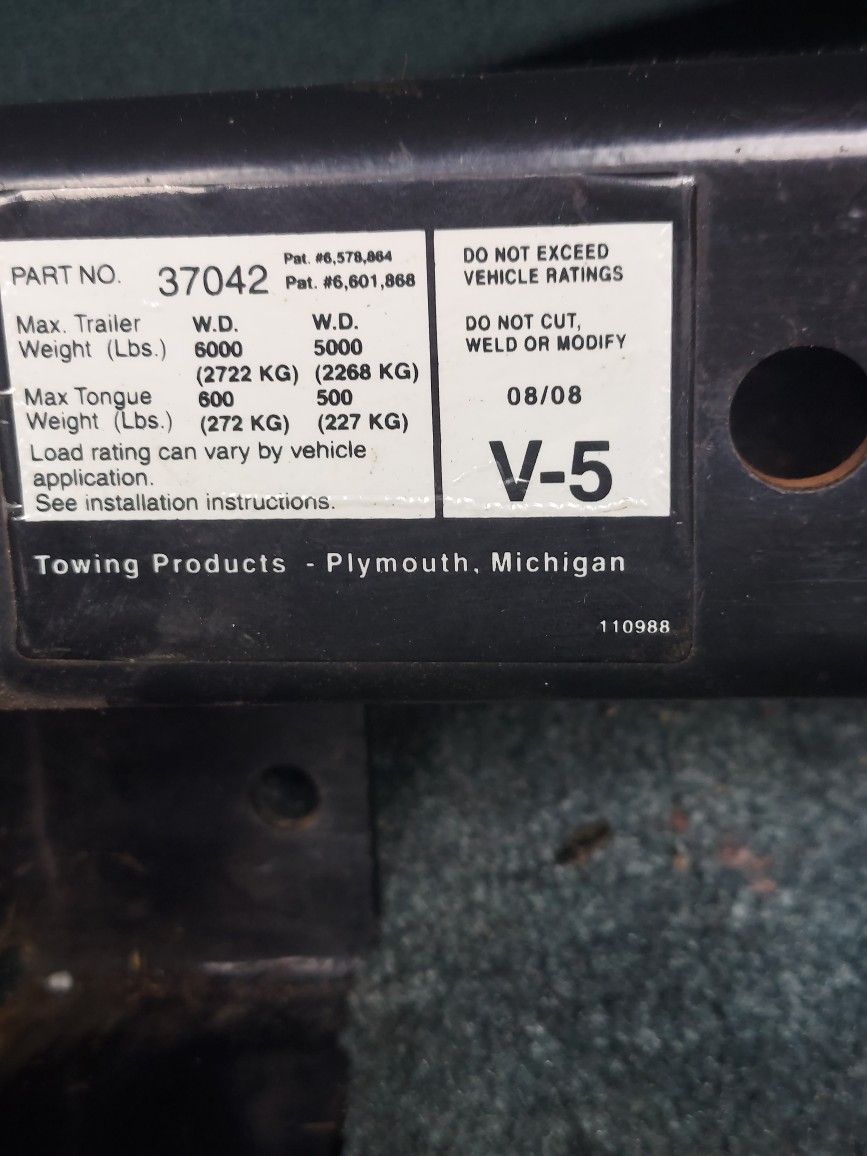 PART NO. 37042 Pat. #6,578,864
Pat. #6,601,868
Max. Trailer W.D. W.D.
Weight (Lbs.) 6000 5000
(2722 KG) (2268 KG)
Max Tongue 600 500
Weight (Lbs.) (272 KG) (227 KG)
Load rating can vary by vehicle
application.
See installation instructions.
DO NOT EXCEED
VEHICLE RATINGS
DO NOT CUT,
WELD OR MODIFY
08/08
V-5
Towing Products - Plymouth, Michigan
110988